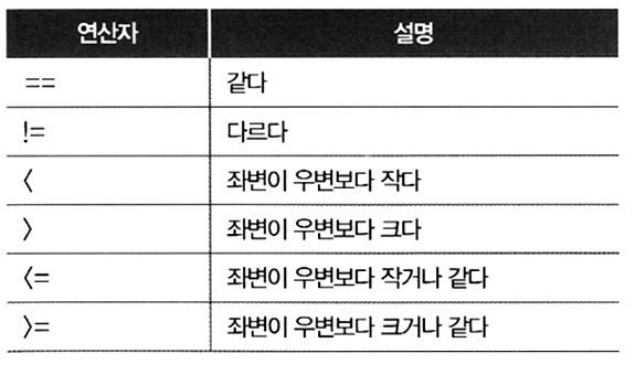 연산자 설명
== 같다
!= 다르다
< 좌변이 우변보다 작다
> 좌변이 우변보다 크다
<= 좌변이 우변보다 작거나 같다
>= 좌변이 우변보다 크거나 같다